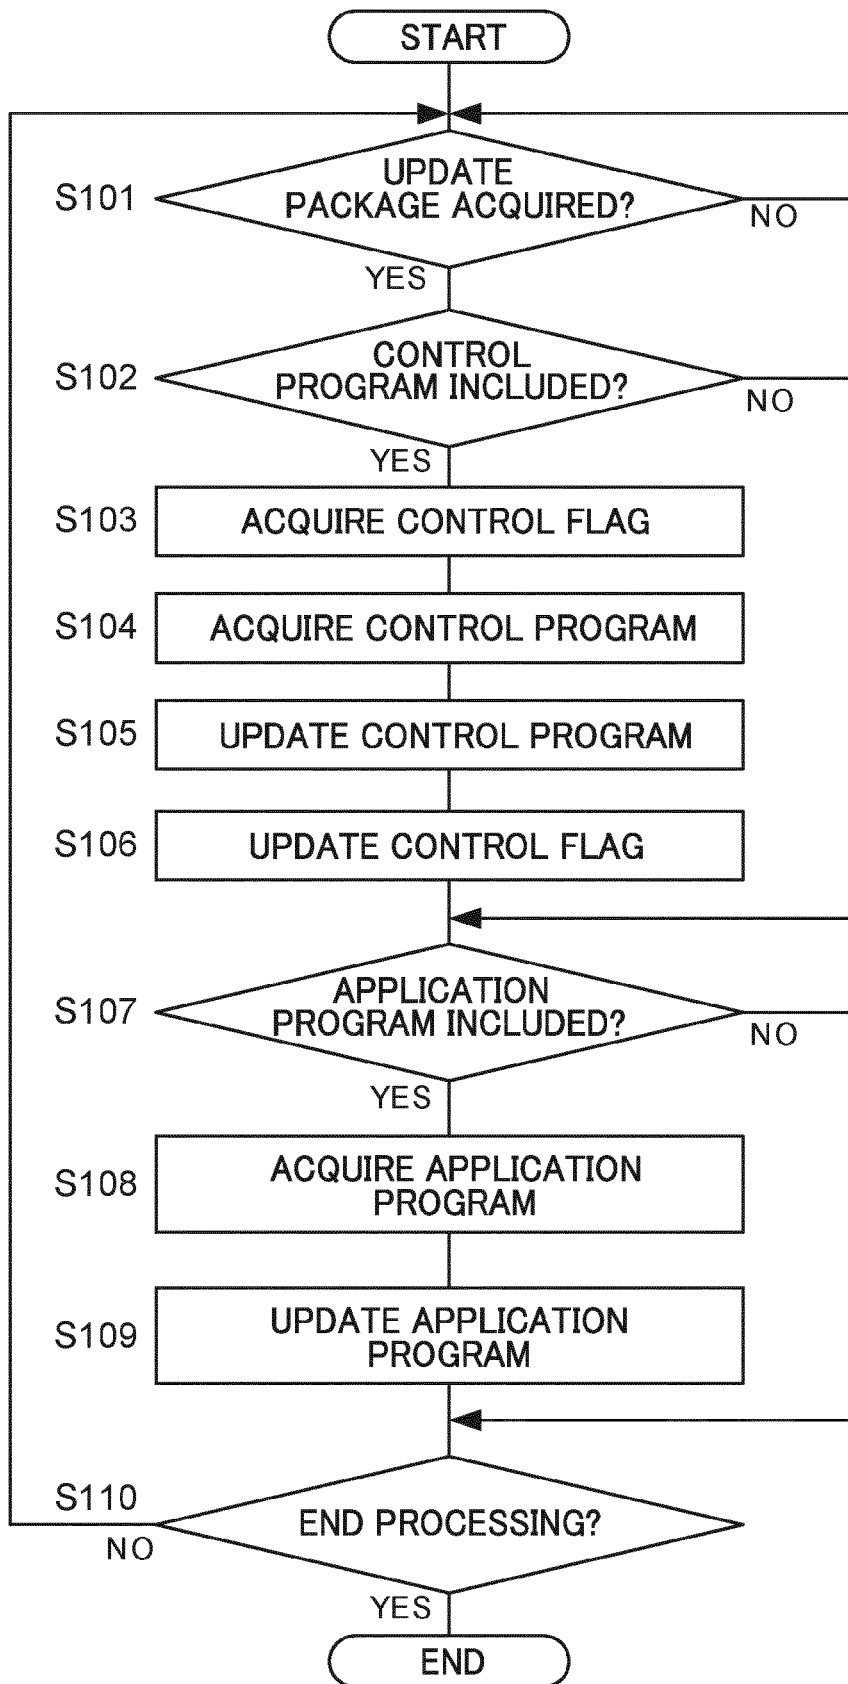 START
S101
UPDATE
PACKAGE ACQUIRED?
NO
YES
S102
CONTROL
PROGRAM INCLUDED?
NO
YES
S103
ACQUIRE CONTROL FLAG
S104
ACQUIRE CONTROL PROGRAM
S105
UPDATE CONTROL PROGRAM
S106
UPDATE CONTROL FLAG
S107
APPLICATION
PROGRAM INCLUDED?
NO
YES
S108
ACQUIRE APPLICATION
PROGRAM
S109
UPDATE APPLICATION
PROGRAM
S110
END PROCESSING?
NO
YES
END